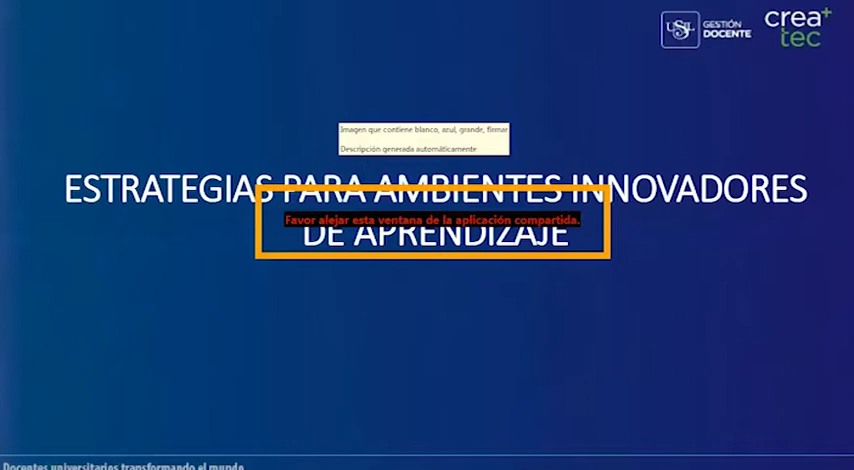 USIL GESTIÓN
DOCENTE
crea+
tec
Imagen que contiene blanco, azul, grande, firmar
Descripción generada automáticamente
ESTRATEGIAS PARA AMBIENTES INNOVADORES
Favor alejar esta ventana de la aplicación compartida.
DE APRENDIZAJE
Docentes universitarios transformando el mundo